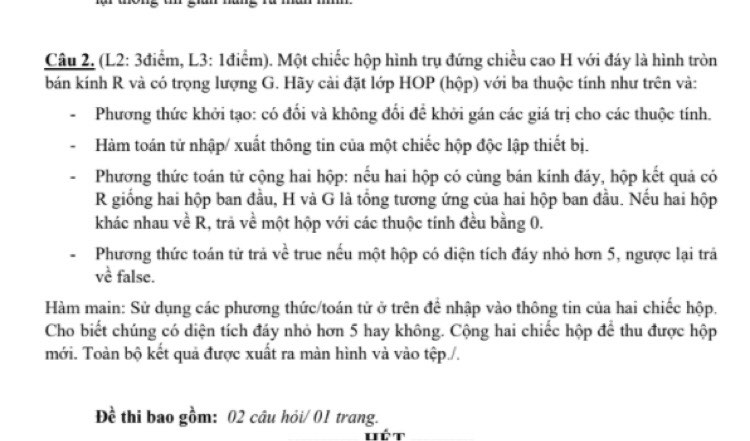 Câu 2. (L2: 3điểm, L3: 1điểm). Một chiếc hộp hình trụ đứng chiều cao H với đáy là hình tròn
bán kính R và có trọng lượng G. Hãy cài đặt lớp HOP (hộp) với ba thuộc tính như trên và:
- Phương thức khởi tạo: có đối và không đối để khởi gán các giá trị cho các thuộc tính.
- Hàm toán tử nhập/ xuất thông tin của một chiếc hộp độc lập thiết bị.
- Phương thức toán tử cộng hai hộp: nếu hai hộp có cùng bán kính đáy, hộp kết quả có
R giống hai hộp ban đầu, H và G là tổng tương ứng của hai hộp ban đầu. Nếu hai hộp
khác nhau về R, trả về một hộp với các thuộc tính đều bằng 0.
- Phương thức toán tử trả về true nếu một hộp có diện tích đáy nhỏ hơn 5, ngược lại trả
về false.
Hàm main: Sử dụng các phương thức/toán tử ở trên để nhập vào thông tin của hai chiếc hộp.
Cho biết chúng có diện tích đáy nhỏ hơn 5 hay không. Cộng hai chiếc hộp để thu được hộp
mới. Toàn bộ kết quả được xuất ra màn hình và vào tệp./.
Đề thi bao gồm: 02 câu hỏi/ 01 trang.
HẾT